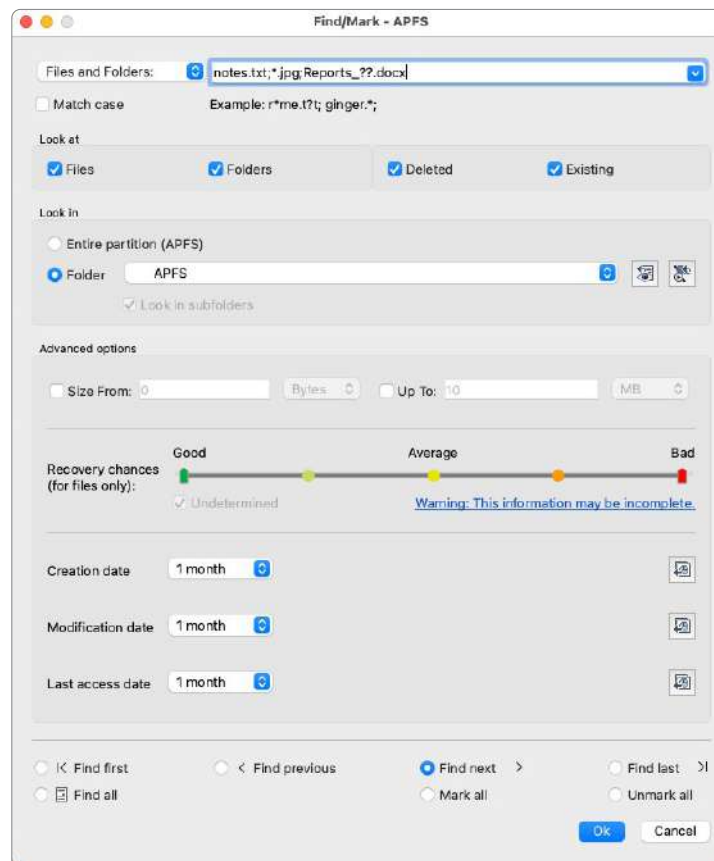 Find/Mark - APFS
Files and Folders: notes.txt;*.jpg;Reports_??.docx
Match case Example: r*me.t?t; ginger.*;
Look at
Files Folders Deleted Existing
Look in
Entire partition (APFS)
Folder APFS
Look in subfolders
Advanced options
Size From: 0 Bytes Up To: 10 MB
Good Average Bad
Recovery chances
(for files only):
Undetermined Warning: This information may be incomplete.
Creation date 1 month
Modification date 1 month
Last access date 1 month
Find first Find previous Find next Find last
Find all Mark all Unmark all
Ok Cancel